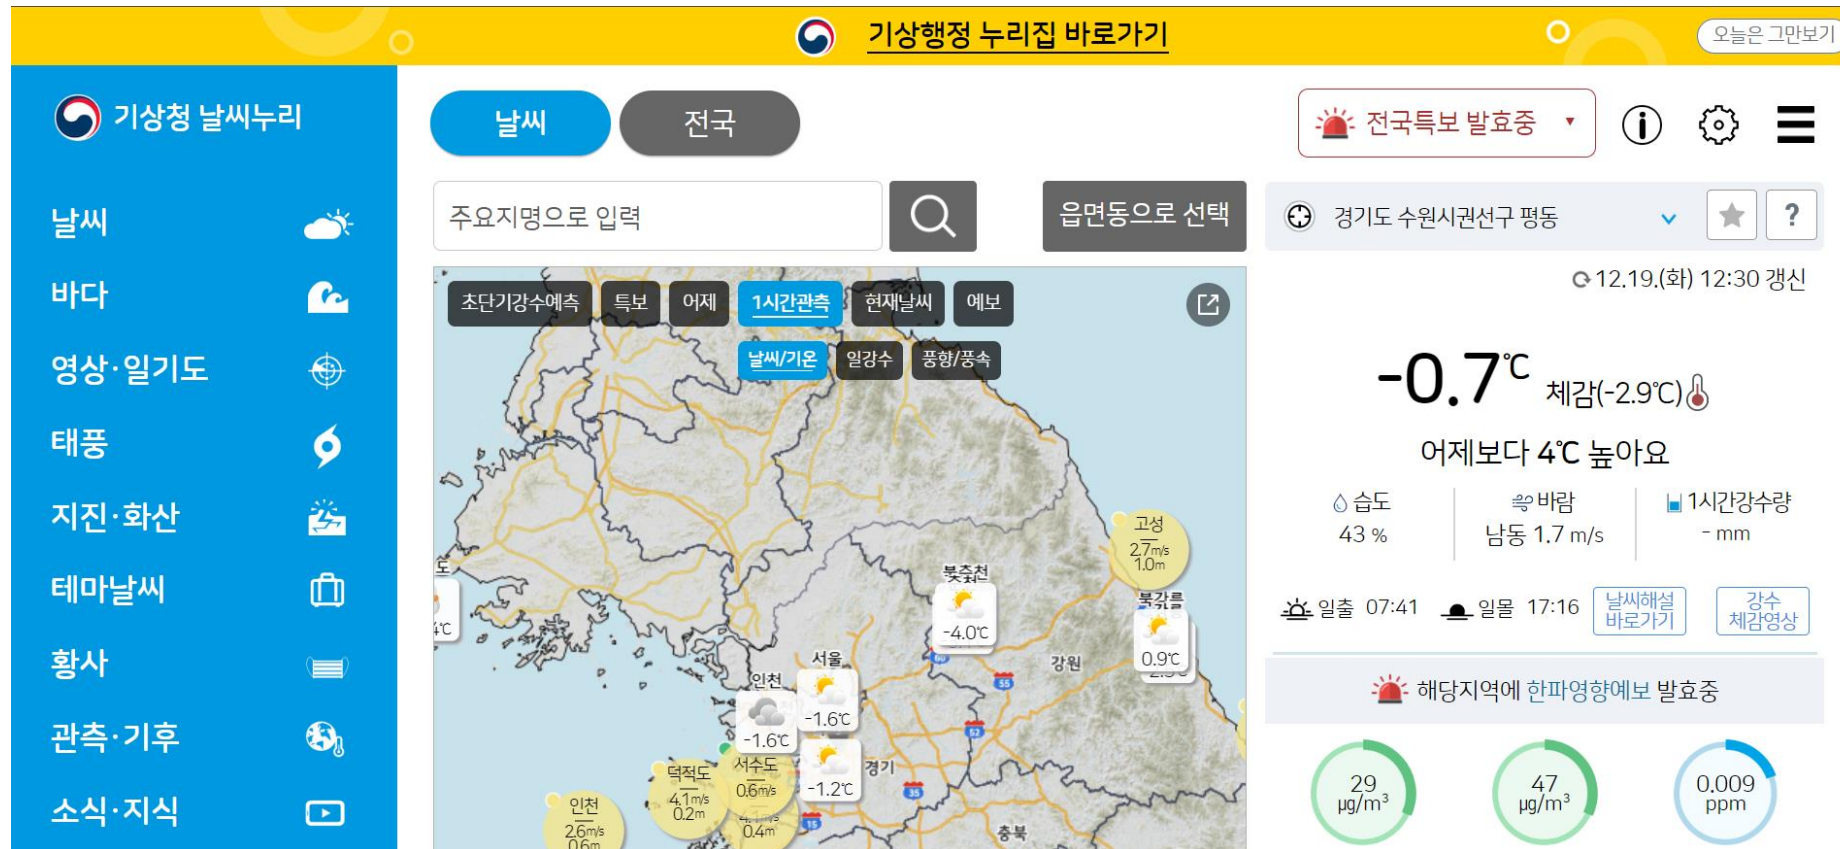 기상행정 누리집 바로가기
오늘은 그만보기
기상청 날씨누리
날씨
바다
영상·일기도
태풍
지진·화산
테마날씨
황사
관측·기후
소식·지식
날씨
전국
전국특보 발효중
주요지명으로 입력
읍면동으로 선택
초단기강수예측
특보
어제
1시간관측
현재날씨
예보
날씨/기온
일강수
풍향/풍속
고성
2.7m/s
1.0m
북춘천
-4.0℃
북강릉
0.9℃
강원
서울
-1.6℃
인천
-1.6℃
-1.2℃
경기
서수도
0.6m/s
덕적도
4.1m/s
0.2m
0.4m
인천
2.6m/s
0.6m
충북
60
55
52
35
15
경기도 수원시권선구 평동
?
12.19.(화) 12:30 갱신
-0.7℃ 체감(-2.9℃)
어제보다 4℃ 높아요
습도
43 %
바람
남동 1.7 m/s
1시간강수량
- mm
일출 07:41
일몰 17:16
날씨해설
바로가기
강수
체감영상
해당지역에 한파영향예보 발효중
29
μg/m³
47
μg/m³
0.009
ppm